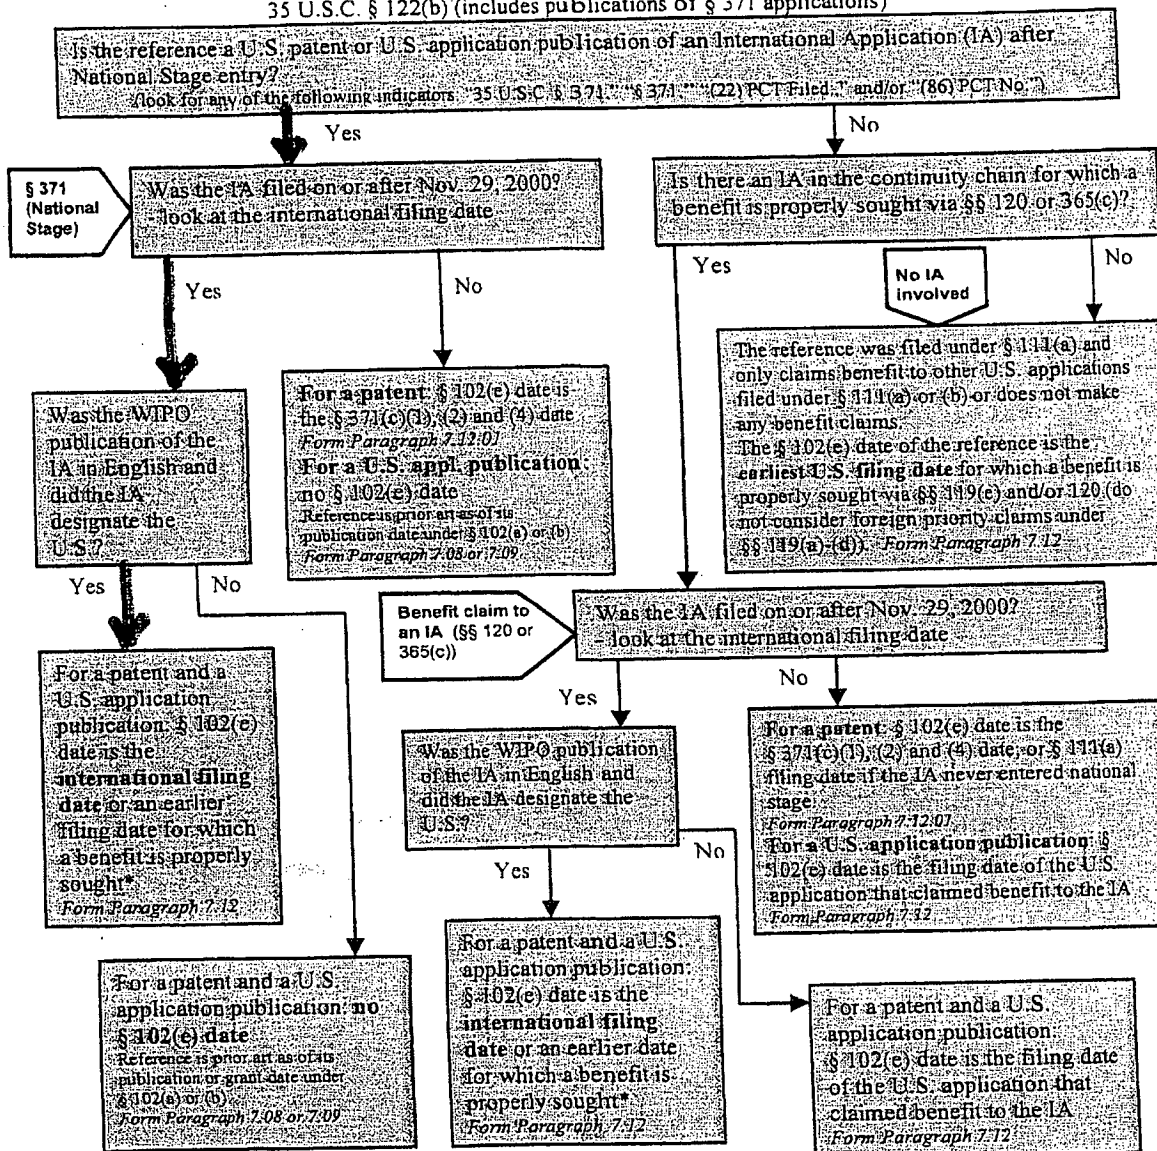 35 U.S.C. § 122(b) (includes publications of § 371 applications)
Is the reference a U.S. patent or U.S. application publication of an International Application (IA) after
National Stage entry?
(look for any of the following indicators: "35 U.S.C. § 371," "§ 371," "(22) PCT Filed:," and/or "(86) PCT No.")
Yes
No
§ 371
(National
Stage)
Was the IA filed on or after Nov. 29, 2000?
- look at the international filing date
Is there an IA in the continuity chain for which a
benefit is properly sought via §§ 120 or 365(c)?
Yes
No
Yes
No
No IA
involved
Was the WIPO
publication of the
IA in English and
did the IA
designate the
U.S.?
For a patent: § 102(e) date is
the § 371(c)(1), (2) and (4) date
Form Paragraph 7.12.01
For a U.S. appl. publication:
no § 102(e) date
Reference is prior art as of its
publication date under § 102(a) or (b)
Form Paragraph 7.08 or 7.09
The reference was filed under § 111(a) and
only claims benefit to other U.S. applications
filed under § 111(a) or (b) or does not make
any benefit claims.
The § 102(e) date of the reference is the
earliest U.S. filing date for which a benefit is
properly sought via §§ 119(e) and/or 120 (do
not consider foreign priority claims under
§§ 119(a)-(d)). Form Paragraph 7.12
Yes
No
Benefit claim to
an IA (§§ 120 or
365(c))
Was the IA filed on or after Nov. 29, 2000?
- look at the international filing date
Yes
No
For a patent and a
U.S. application
publication: § 102(e)
date is the
international filing
date or an earlier
filing date for which
a benefit is properly
sought*
Form Paragraph 7.12
Was the WIPO publication
of the IA in English and
did the IA designate the
U.S.?
For a patent: § 102(e) date is the
§ 371(c)(1), (2) and (4) date, or § 111(a)
filing date if the IA never entered national
stage.
Form Paragraph 7.12.01
For a U.S. application publication: §
102(e) date is the filing date of the U.S.
application that claimed benefit to the IA
Form Paragraph 7.12
Yes
No
For a patent and a U.S.
application publication: no
§ 102(e) date
Reference is prior art as of its
publication or grant date under
§ 102(a) or (b)
Form Paragraph 7.08 or 7.09
For a patent and a U.S.
application publication:
§ 102(e) date is the
international filing
date or an earlier date
for which a benefit is
properly sought*
Form Paragraph 7.12
For a patent and a U.S.
application publication:
§ 102(e) date is the filing date
of the U.S. application that
claimed benefit to the IA
Form Paragraph 7.12